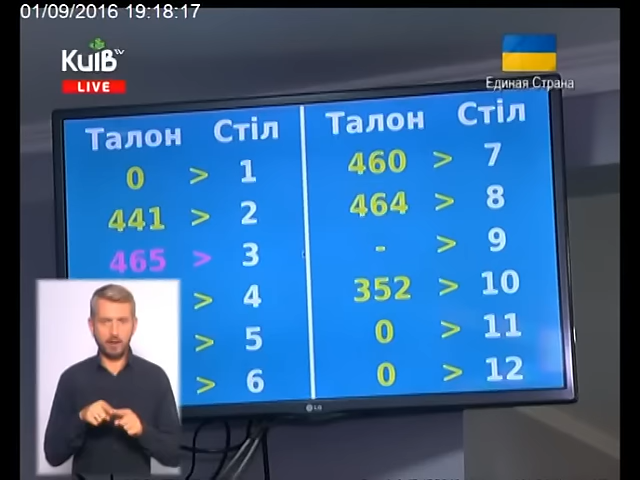 01/09/2016 19:18:17
КиїВ tv
LIVE
Единая Страна
Талон Стіл Талон Стіл
0 > 1 460 > 7
441 > 2 464 > 8
465 > 3 - > 9
> 4 352 > 10
> 5 0 > 11
> 6 0 > 12
LG